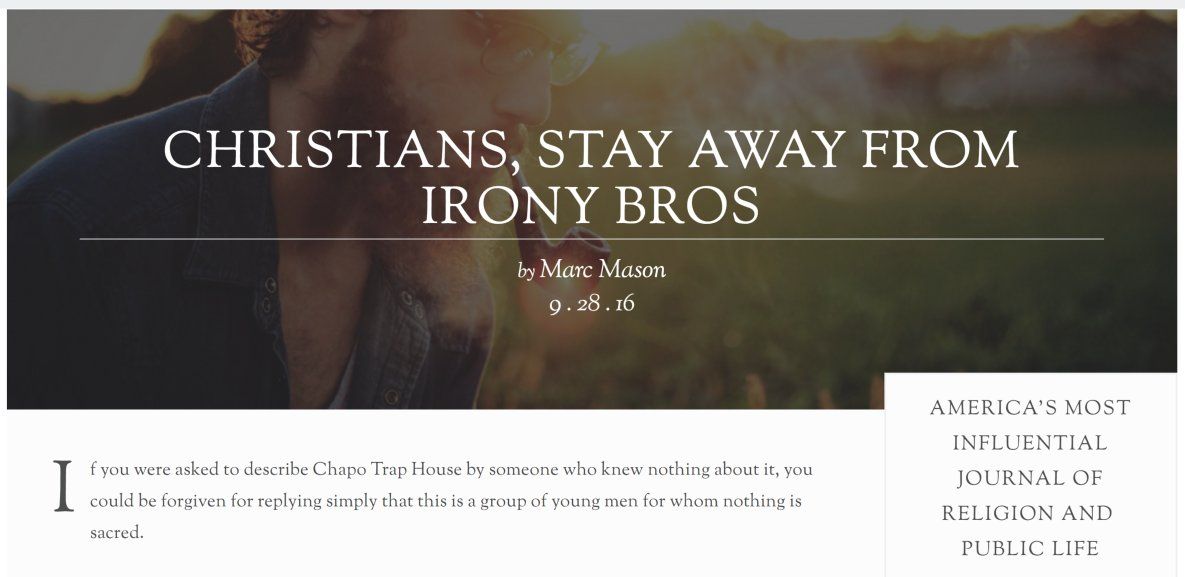 CHRISTIANS, STAY AWAY FROM
IRONY BROS
by Marc Mason
9 . 28 . 16
If you were asked to describe Chapo Trap House by someone who knew nothing about it, you
could be forgiven for replying simply that this is a group of young men for whom nothing is
sacred.
AMERICA'S MOST
INFLUENTIAL
JOURNAL OF
RELIGION AND
PUBLIC LIFE